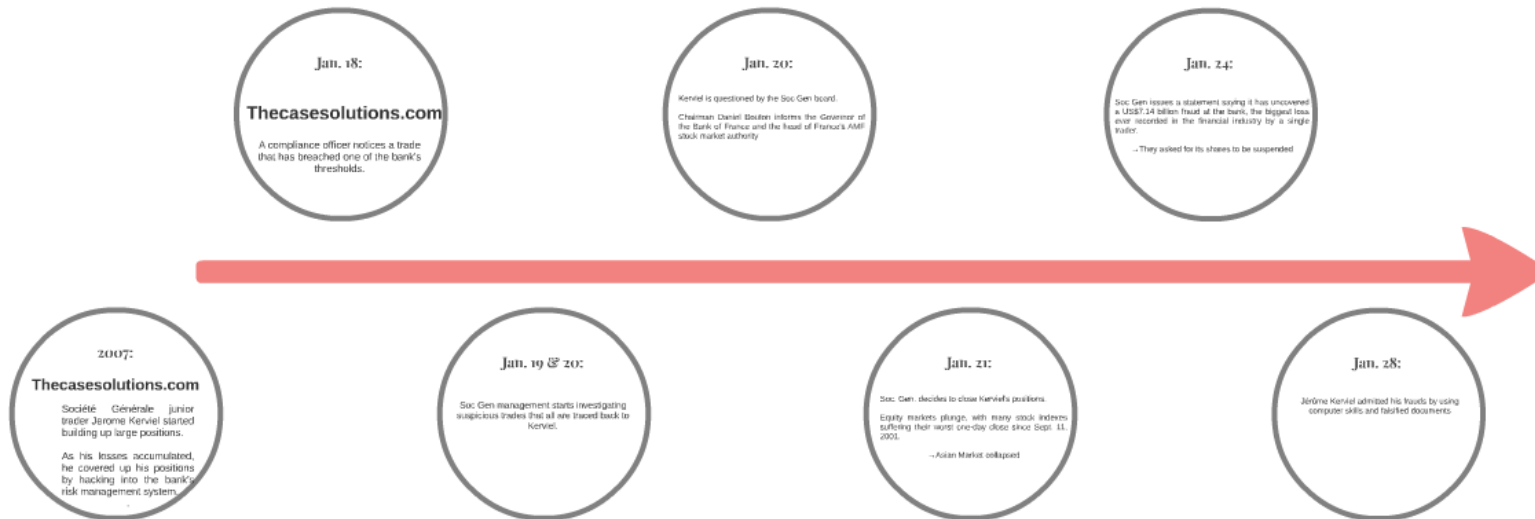 2007:
Thecasesolutions.com
Société Générale junior
trader Jerome Kerviel started
building up large positions.
As his losses accumulated,
he covered up his positions
by hacking into the bank's
risk management system.
Jan. 18:
Thecasesolutions.com
A compliance officer notices a trade
that has breached one of the bank's
thresholds.
Jan. 19 & 20:
Soc Gen management starts investigating
suspicious trades that all are traced back to
Kerviel.
Jan. 20:
Kerviel is questioned by the Soc Gen board.
Chairman Daniel Bouton informs the Governor of
the Bank of France and the head of France's AMF
stock market authority
Jan. 21:
Soc. Gen. decides to close Kerviel's positions.
Equity markets plunge, with many stock indexes
suffering their worst one-day close since Sept. 11,
2001.
→Asian Market collapsed
Jan. 24:
Soc Gen issues a statement saying it has uncovered
a US$7.14 billion fraud at the bank, the biggest loss
ever recorded in the financial industry by a single
trader.
→They asked for its shares to be suspended
Jan. 28:
Jérôme Kerviel admitted his frauds by using
computer skills and falsified documents